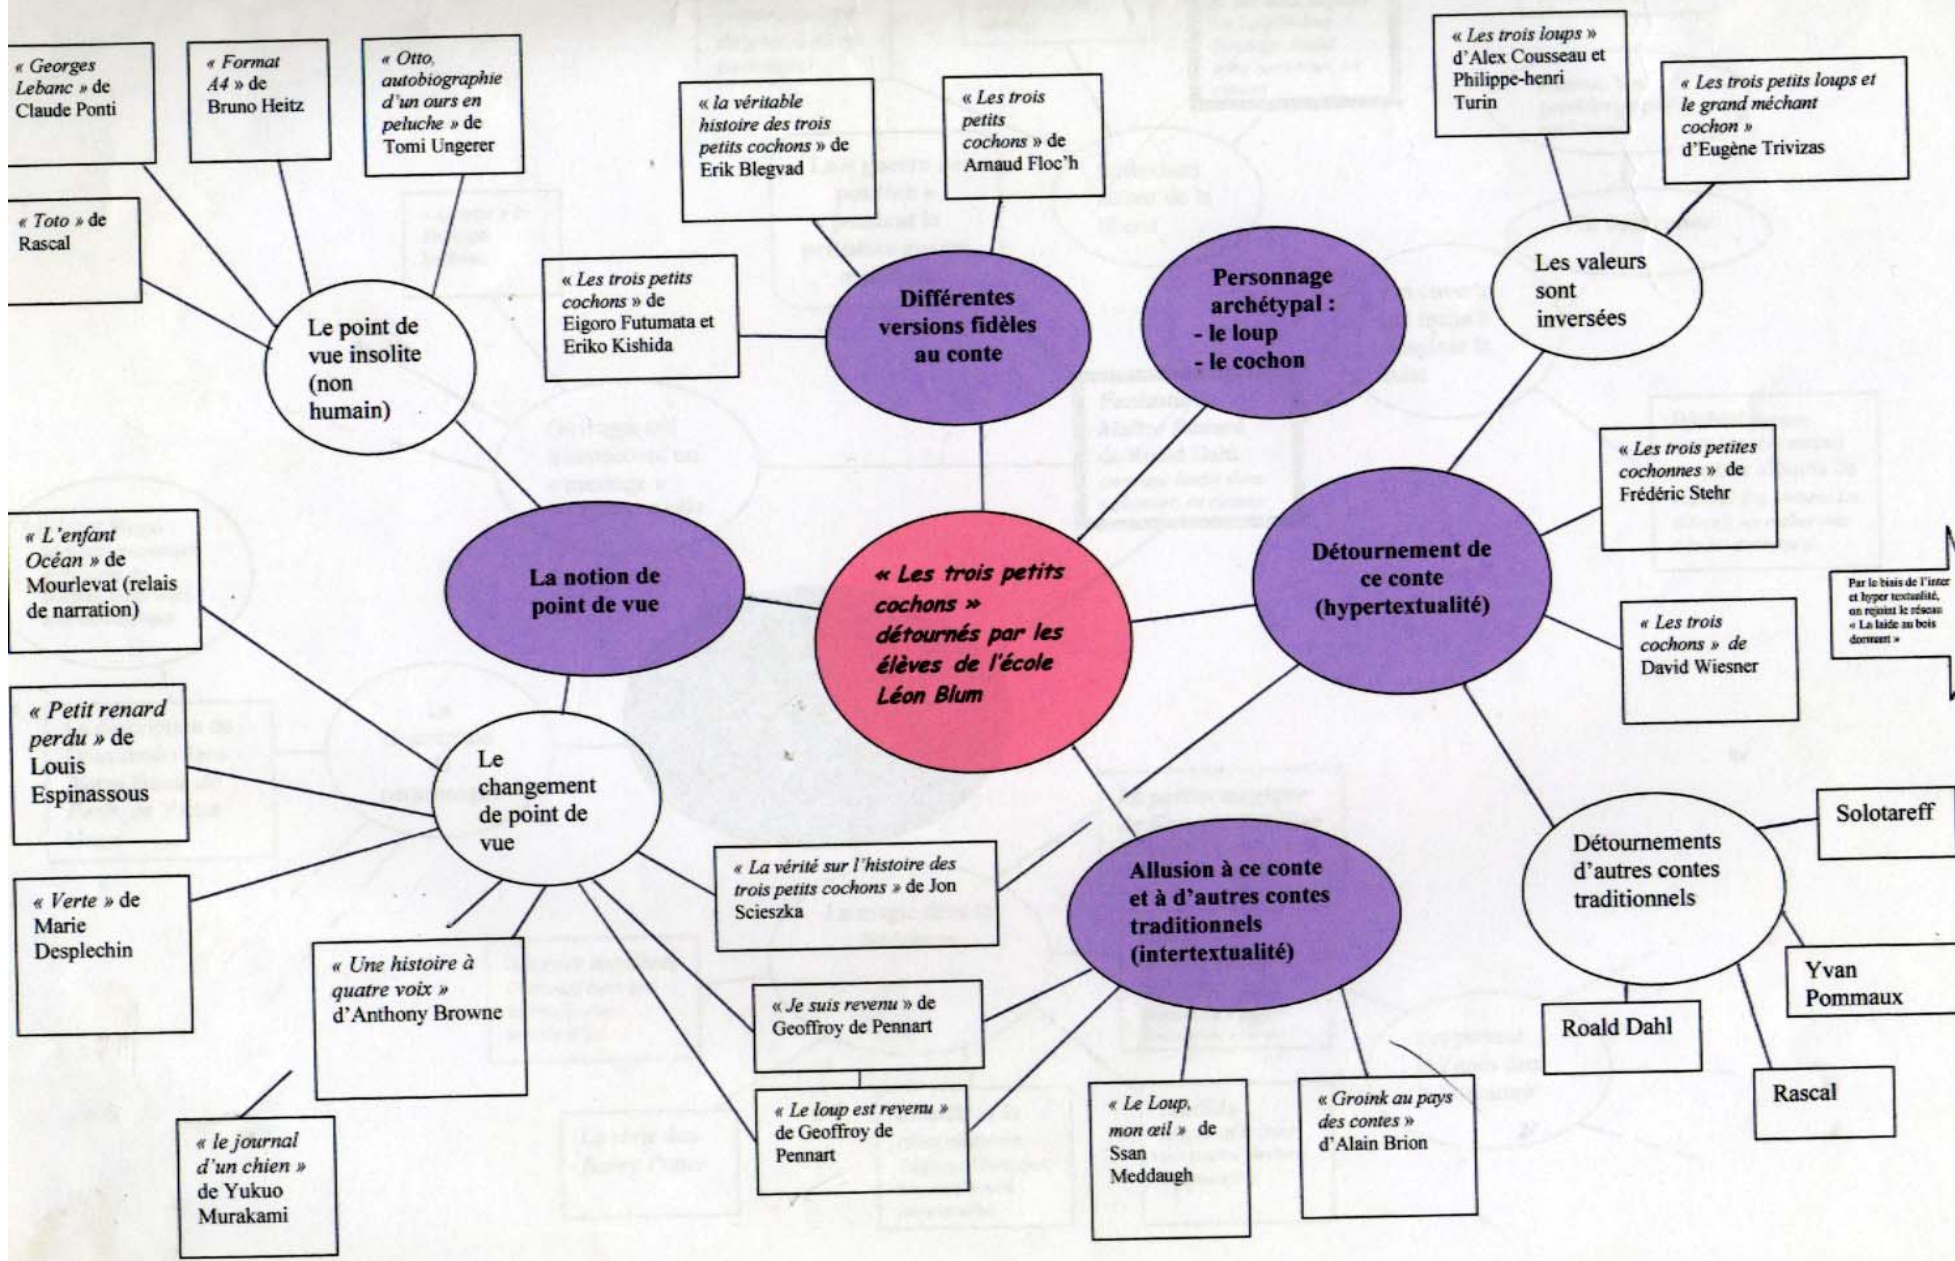 « Georges
Lebanc » de
Claude Ponti
« Format
A4 » de
Bruno Heitz
« Otto,
autobiographie
d'un ours en
peluche » de
Tomi Ungerer
« Toto » de
Rascal
Le point de
vue insolite
(non
humain)
« la véritable
histoire des trois
petits cochons » de
Erik Blegvad
« Les trois
petits
cochons » de
Arnaud Floc'h
« Les trois petits
cochons » de
Eigoro Futumata et
Eriko Kishida
Différentes
versions fidèles
au conte
Personnage
archétypal :
- le loup
- le cochon
« Les trois loups »
d'Alex Cousseau et
Philippe-henri
Turin
« Les trois petits loups et
le grand méchant
cochon »
d'Eugène Trivizas
Les valeurs
sont
inversées
« Les trois petites
cochonnes » de
Frédéric Stehr
« Les trois
cochons » de
David Wiesner
Par le biais de l'inter
et hyper textualité,
on rejoint le réseau
« La laide au bois
dormant »
Détournement de
ce conte
(hypertextualité)
« Les trois petits
cochons »
détournés par les
élèves de l'école
Léon Blum
La notion de
point de vue
« L'enfant
Océan » de
Mourlevat (relais
de narration)
« Petit renard
perdu » de
Louis
Espinassous
« Verte » de
Marie
Desplechin
Le
changement
de point de
vue
« Une histoire à
quatre voix »
d'Anthony Browne
« le journal
d'un chien »
de Yukuo
Murakami
« La vérité sur l'histoire des
trois petits cochons » de Jon
Scieszka
« Je suis revenu » de
Geoffroy de Pennart
« Le loup est revenu »
de Geoffroy de
Pennart
Allusion à ce conte
et à d'autres contes
traditionnels
(intertextualité)
« Le Loup,
mon œil » de
Ssan
Meddaugh
« Groink au pays
des contes »
d'Alain Brion
Détournements
d'autres contes
traditionnels
Solotareff
Yvan
Pommaux
Roald Dahl
Rascal